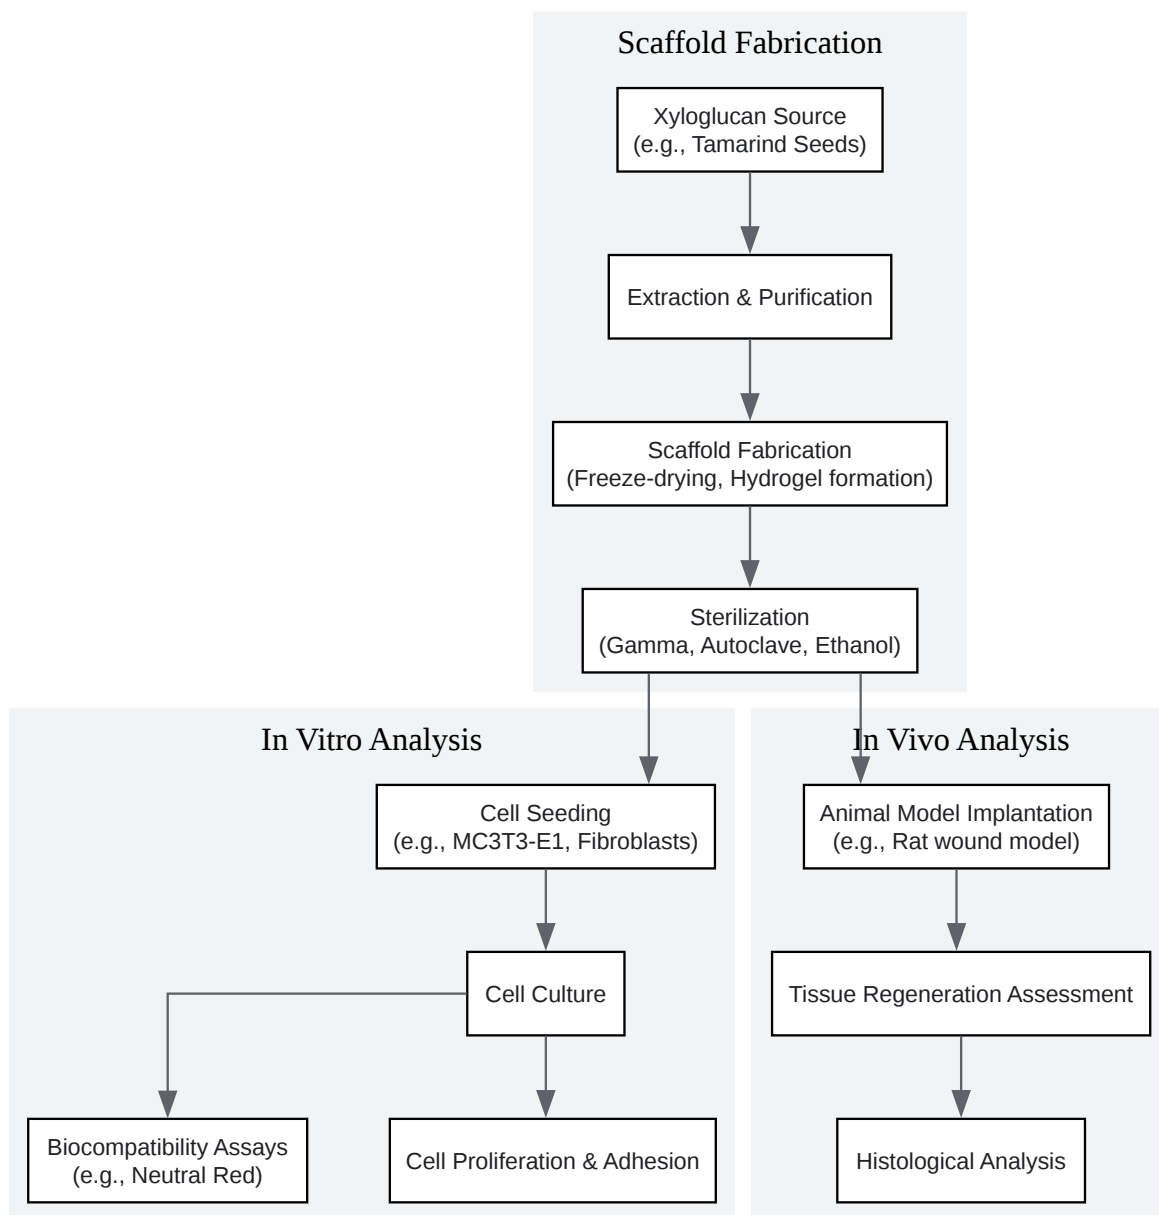 Scaffold Fabrication
Xyloglucan Source
(e.g., Tamarind Seeds)
Extraction & Purification
Scaffold Fabrication
(Freeze-drying, Hydrogel formation)
Sterilization
(Gamma, Autoclave, Ethanol)
In Vitro Analysis
Cell Seeding
(e.g., MC3T3-E1, Fibroblasts)
Cell Culture
Biocompatibility Assays
(e.g., Neutral Red)
Cell Proliferation & Adhesion
In Vivo Analysis
Animal Model Implantation
(e.g., Rat wound model)
Tissue Regeneration Assessment
Histological Analysis